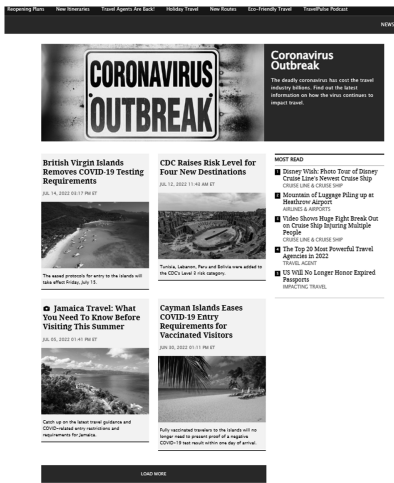 Reopening Plans New Itineraries Travel Agents Are Back! Holiday Travel New Routes Eco-Friendly Travel TravelPulse Podcast
NEWS
CORONAVIRUS
OUTBREAK
Coronavirus
Outbreak
The deadly coronavirus has cost the travel
industry billions. Find out the latest
information on how the virus continues to
impact travel.
British Virgin Islands
Removes COVID-19 Testing
Requirements
JUL 14, 2022 03:17 PM ET
The eased protocols for entry to the islands will
take effect Friday, July 15.
CDC Raises Risk Level for
Four New Destinations
JUL 12, 2022 11:43 AM ET
Tunisia, Lebanon, Peru and Bolivia were added to
the CDC's Level 3 risk category.
Jamaica Travel: What
You Need To Know Before
Visiting This Summer
JUL 05, 2022 01:41 PM ET
Catch up on the latest travel guidance and
COVID-related entry restrictions and
requirements for Jamaica.
Cayman Islands Eases
COVID-19 Entry
Requirements for
Vaccinated Visitors
JUN 30, 2022 01:11 PM ET
Fully vaccinated travelers to the islands will no
longer need to present proof of a negative
COVID-19 test result within one day of arrival.
LOAD MORE
MOST READ
1 Disney Wish: Photo Tour of Disney
Cruise Line's Newest Cruise Ship
CRUISE LINE & CRUISE SHIP
2 Mountain of Luggage Piling up at
Heathrow Airport
AIRLINES & AIRPORTS
3 Video Shows Huge Fight Break Out
on Cruise Ship Injuring Multiple
People
CRUISE LINE & CRUISE SHIP
4 The Top 20 Most Powerful Travel
Agencies in 2022
TRAVEL AGENT
5 US Will No Longer Honor Expired
Passports
IMPACTING TRAVEL